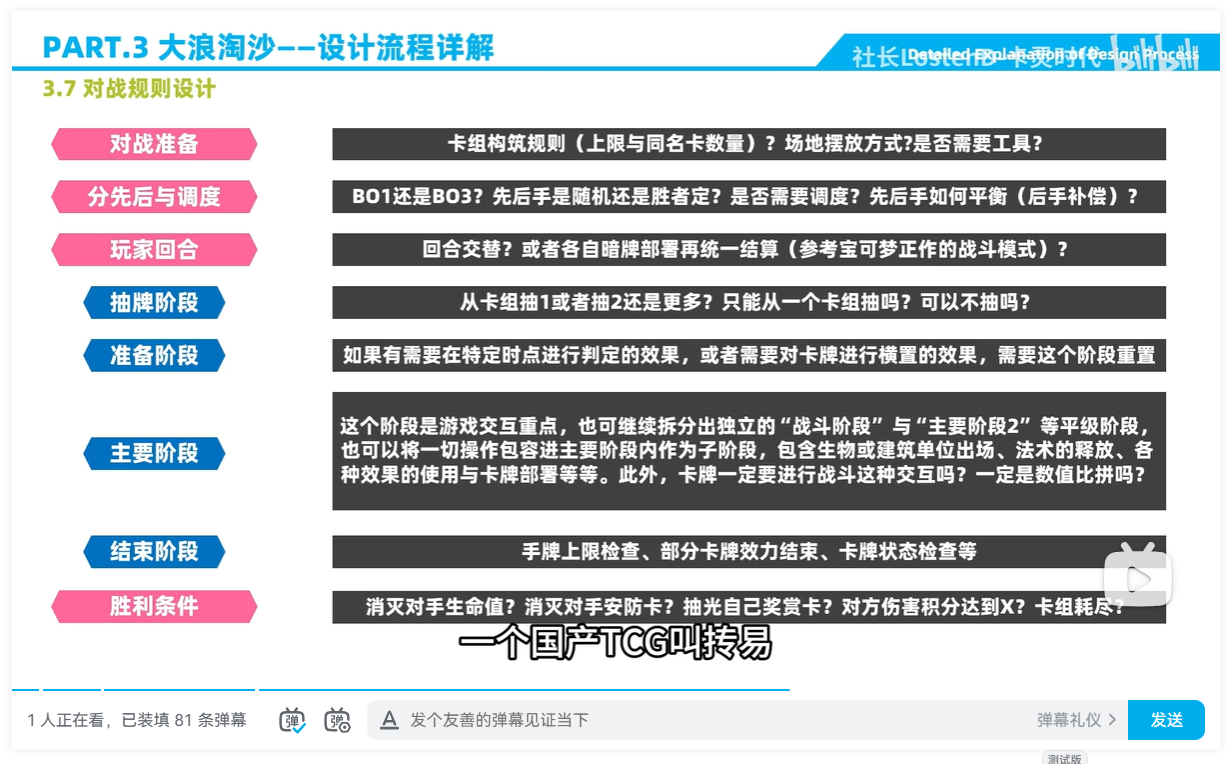 PART.3 大浪淘沙——设计流程详解
Detailed Explanation of Design Process
社长LosterID-卡灵时代
bilibili
3.7 对战规则设计
对战准备
卡组构筑规则（上限与同名卡数量）？场地摆放方式?是否需要工具?
分先后与调度
BO1还是BO3？先后手是随机还是胜者定？是否需要调度？先后手如何平衡（后手补偿）？
玩家回合
回合交替？或者各自暗牌部署再统一结算（参考宝可梦正作的战斗模式）？
抽牌阶段
从卡组抽1或者抽2还是更多？只能从一个卡组抽吗？可以不抽吗？
准备阶段
如果有需要在特定时点进行判定的效果，或者需要对卡牌进行横置的效果，需要这个阶段重置
主要阶段
这个阶段是游戏交互重点，也可继续拆分出独立的“战斗阶段”与“主要阶段2”等平级阶段，
也可以将一切操作包容进主要阶段内作为子阶段，包含生物或建筑单位出场、法术的释放、各
种效果的使用与卡牌部署等等。此外，卡牌一定要进行战斗这种交互吗？一定是数值比拼吗？
结束阶段
手牌上限检查、部分卡牌效力结束、卡牌状态检查等
胜利条件
消灭对手生命值？消灭对手安防卡？抽光自己奖赏卡？对方伤害积分达到X？卡组耗尽？
一个国产TCG叫抟易
1 人正在看，已装填 81 条弹幕
弹
弹
A 发个友善的弹幕见证当下
弹幕礼仪 >
发送
测试版